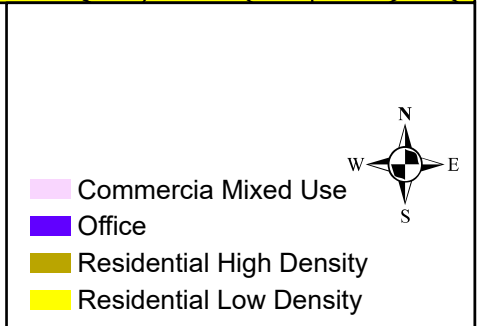 N
W E
S
Commercia Mixed Use
Office
Residential High Density
Residential Low Density